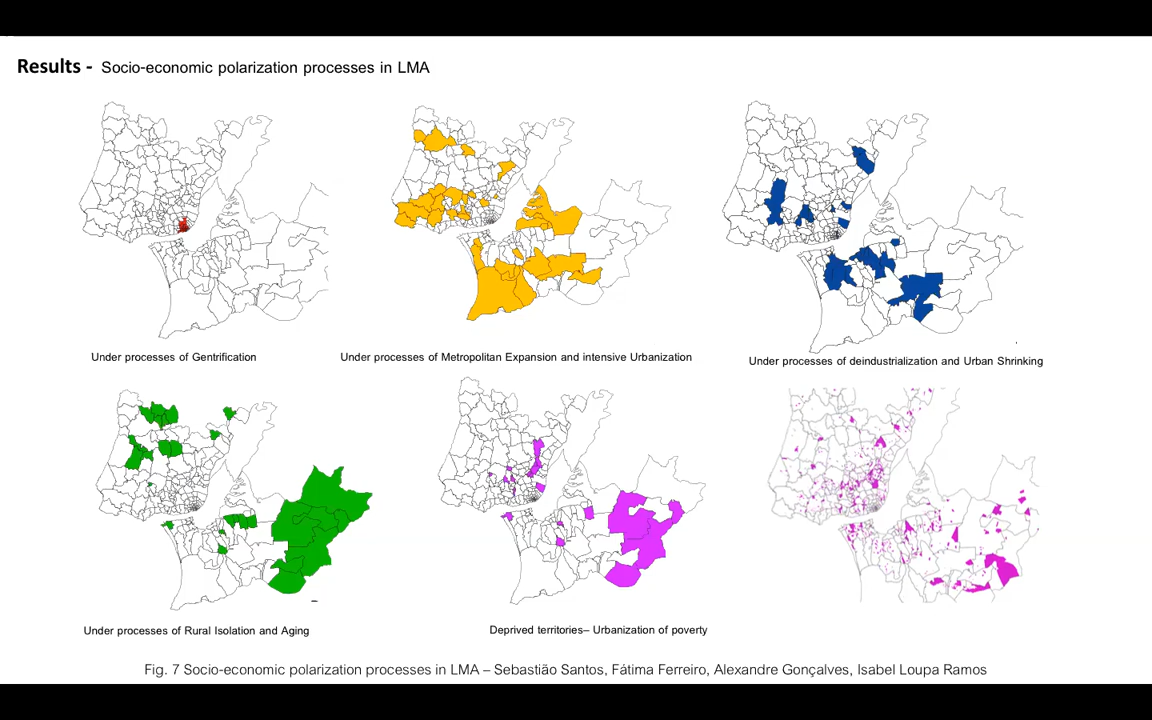 Results - Socio-economic polarization processes in LMA
Under processes of Gentrification
Under processes of Metropolitan Expansion and intensive Urbanization
Under processes of deindustrialization and Urban Shrinking
Under processes of Rural Isolation and Aging
Deprived territories– Urbanization of poverty
Fig. 7 Socio-economic polarization processes in LMA – Sebastião Santos, Fátima Ferreiro, Alexandre Gonçalves, Isabel Loupa Ramos